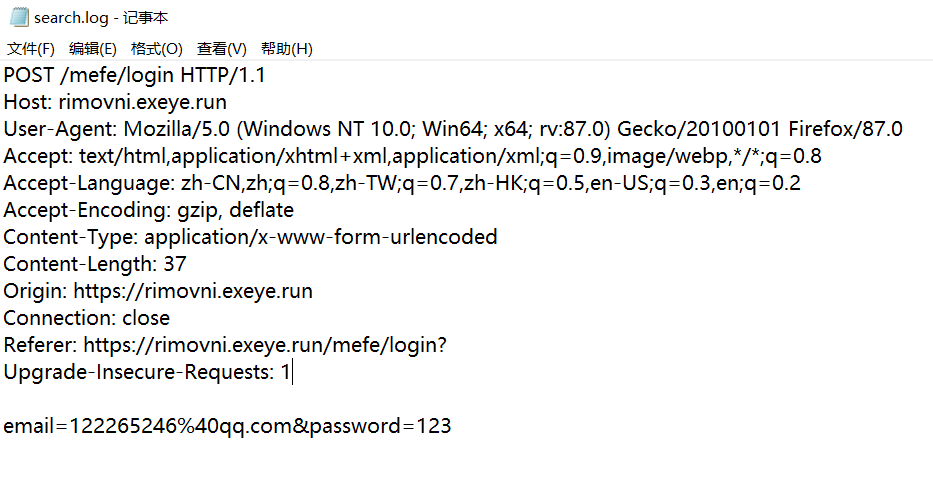 search.log - 记事本
文件(F) 编辑(E) 格式(O) 查看(V) 帮助(H)
POST /mefe/login HTTP/1.1
Host: rimovni.exeye.run
User-Agent: Mozilla/5.0 (Windows NT 10.0; Win64; x64; rv:87.0) Gecko/20100101 Firefox/87.0
Accept: text/html,application/xhtml+xml,application/xml;q=0.9,image/webp,*/*;q=0.8
Accept-Language: zh-CN,zh;q=0.8,zh-TW;q=0.7,zh-HK;q=0.5,en-US;q=0.3,en;q=0.2
Accept-Encoding: gzip, deflate
Content-Type: application/x-www-form-urlencoded
Content-Length: 37
Origin: https://rimovni.exeye.run
Connection: close
Referer: https://rimovni.exeye.run/mefe/login?
Upgrade-Insecure-Requests: 1
email=122265246%40qq.com&password=123